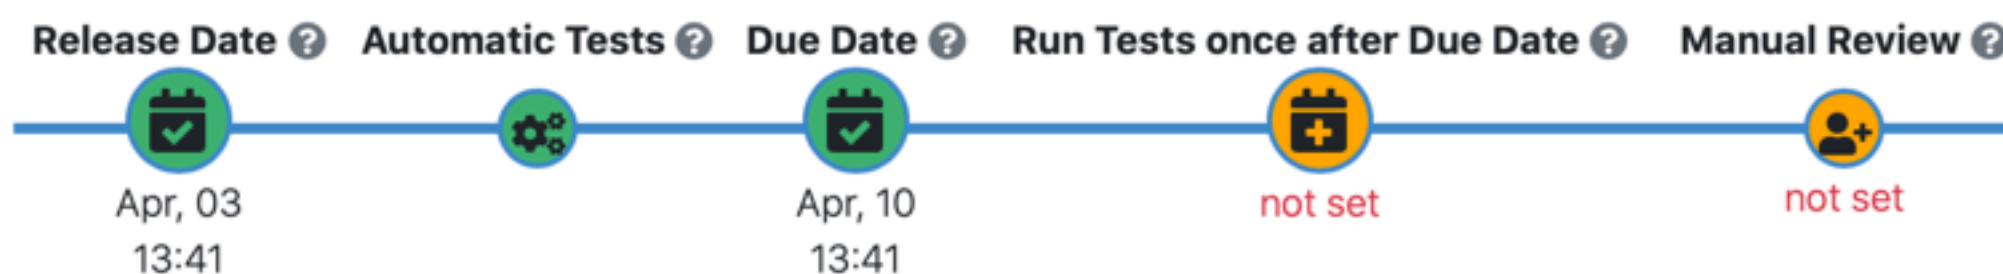 Release Date
Automatic Tests
Due Date
Run Tests once after Due Date
Manual Review
Apr, 03
13:41
Apr, 10
13:41
not set
not set